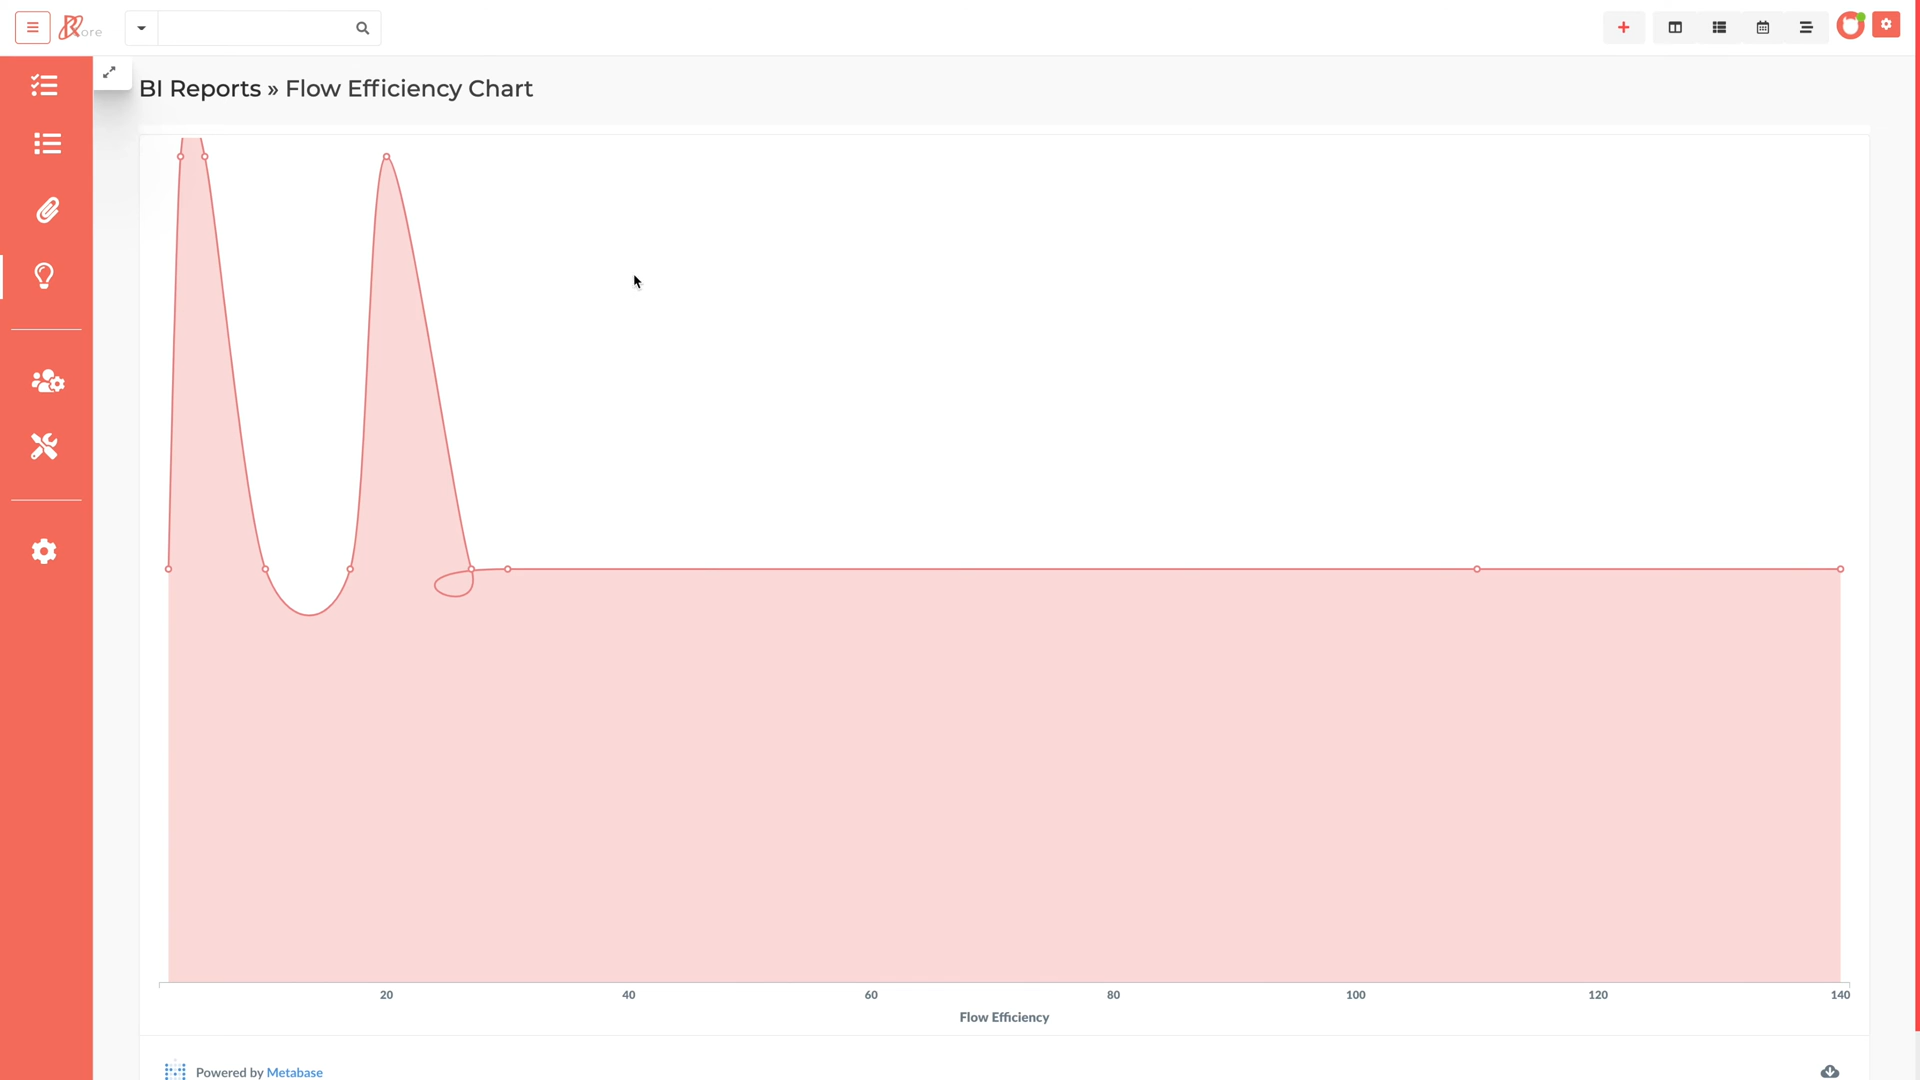 ore
BI Reports » Flow Efficiency Chart
20 40 60 80 100 120 140
Flow Efficiency
Powered by Metabase